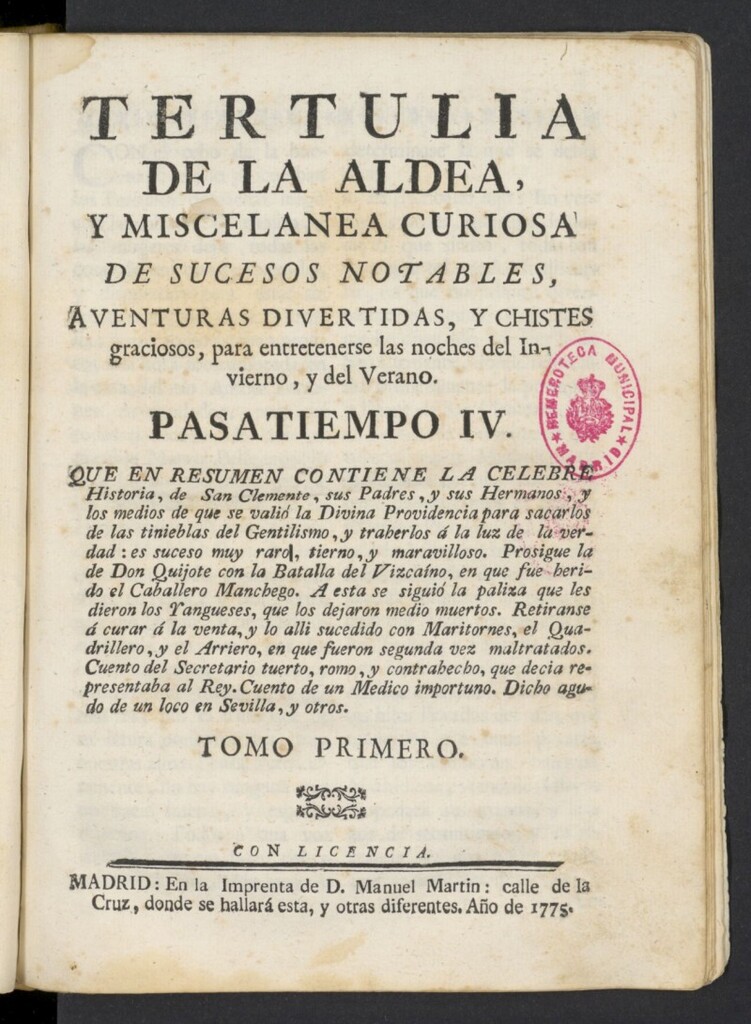 TERTULIA
DE LA ALDEA,
Y MISCELANEA CURIOSA
DE SUCESOS NOTABLES,
AVENTURAS DIVERTIDAS, Y CHISTES
graciosos, para entretenerse las noches del In-
vierno, y del Verano.
PASATIEMPO IV.
HEMEROTECA MUNICIPAL
★ MADRID ★
QUE EN RESUMEN CONTIENE LA CELEBRE
Historia, de San Clemente, sus Padres, y sus Hermanos, y
los medios de que se valió la Divina Providencia para sacarlos
de las tinieblas del Gentilismo, y traherlos á la luz de la ver-
dad: es suceso muy raro, tierno, y maravilloso. Prosigue la
de Don Quijote con la Batalla del Vizcaíno, en que fue heri-
do el Caballero Manchego. A esta se siguió la paliza que les
dieron los Yangueses, que los dejaron medio muertos. Retiranse
á curar á la venta, y lo alli sucedido con Maritornes, el Qua-
drillero, y el Arriero, en que fueron segunda vez maltratados.
Cuento del Secretario tuerto, romo, y contrahecho, que decia re-
presentaba al Rey. Cuento de un Medico importuno. Dicho agu-
do de un loco en Sevilla, y otros.
TOMO PRIMERO.
CON LICENCIA.
MADRID: En la Imprenta de D. Manuel Martin: calle de la
Cruz, donde se hallará esta, y otras diferentes. Año de 1775.